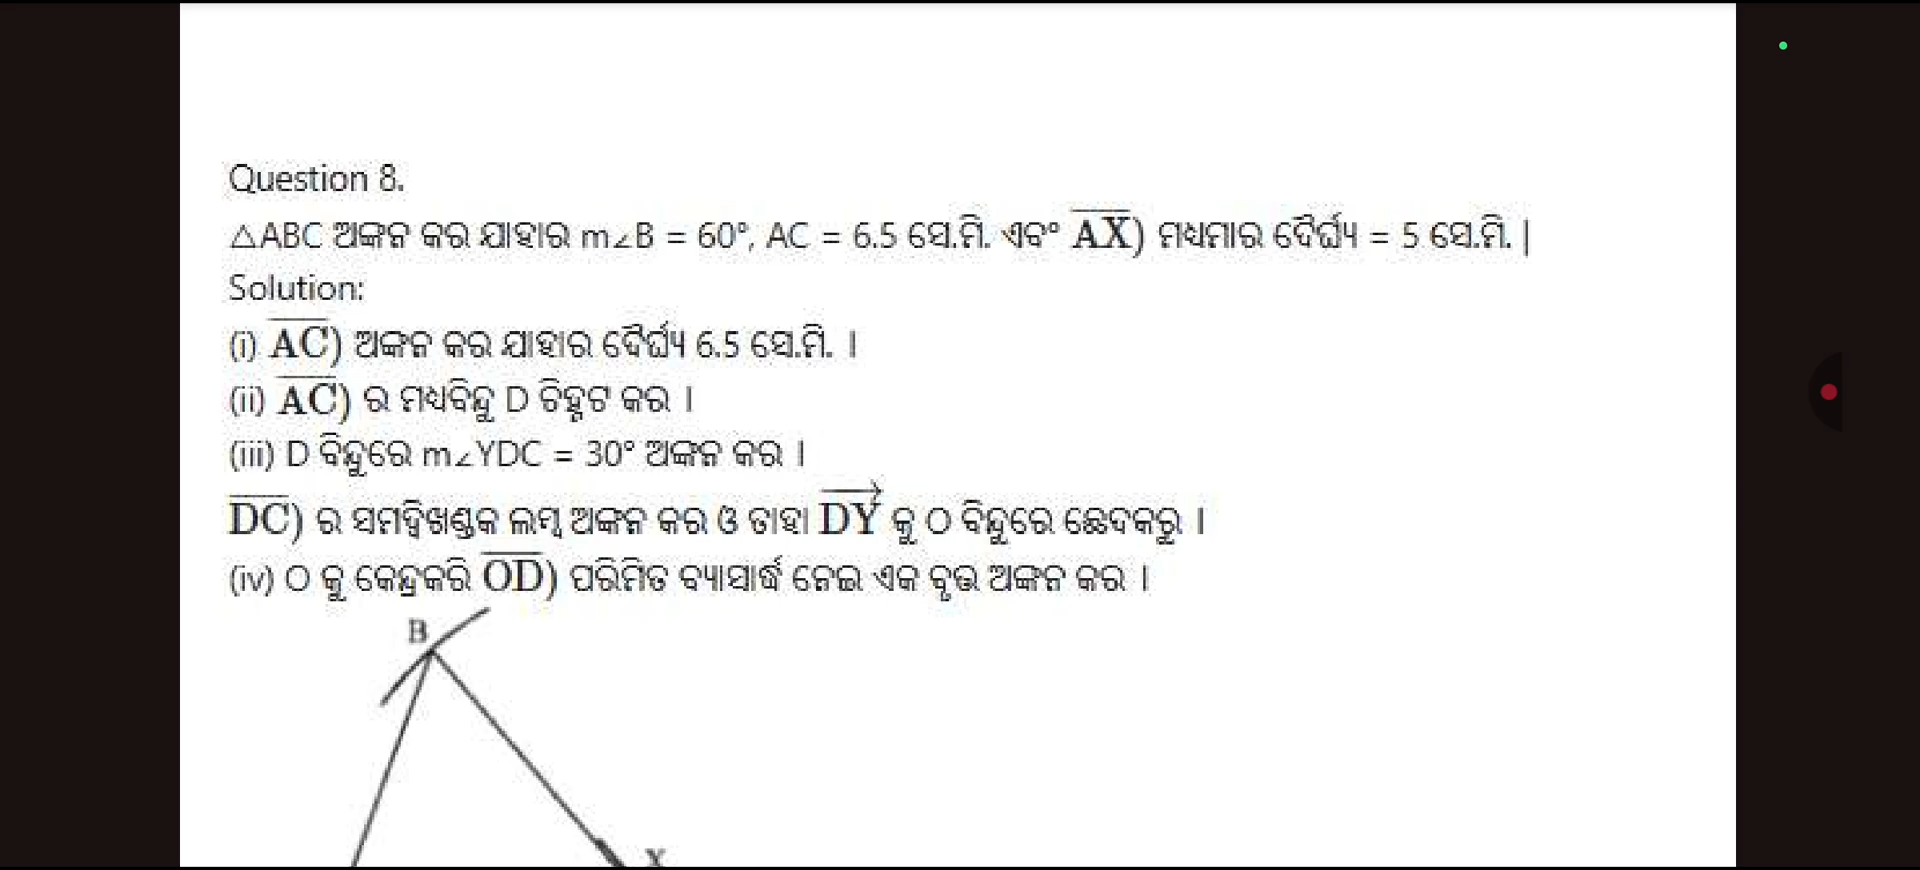 Question 8.
△ABC ଅଙ୍କନ କର ଯାହାର m∠B = 60°, AC = 6.5 ସେ.ମି. ଏବଂ AX) ମଧ୍ୟମାର ଦୈର୍ଘ୍ୟ = 5 ସେ.ମି. |
Solution:
(i) AC) ଅଙ୍କନ କର ଯାହାର ଦୈର୍ଘ୍ୟ 6.5 ସେ.ମି. ।
(ii) AC) ର ମଧ୍ୟବିନ୍ଦୁ D ଚିହ୍ନଟ କର ।
(iii) D ବିନ୍ଦୁରେ m∠YDC = 30° ଅଙ୍କନ କର ।
DC) ର ସମଦ୍ଵିଖଣ୍ଡକ ଲମ୍ବ ଅଙ୍କନ କର ଓ ତାହା DY କୁ ଠ ବିନ୍ଦୁରେ ଛେଦକରୁ ।
(iv) ଠ କୁ କେନ୍ଦ୍ରକରି OD) ପରିମିତ ବ୍ୟାସାର୍ଦ୍ଧ ନେଇ ଏକ ବୃତ୍ତ ଅଙ୍କନ କର ।
B
X